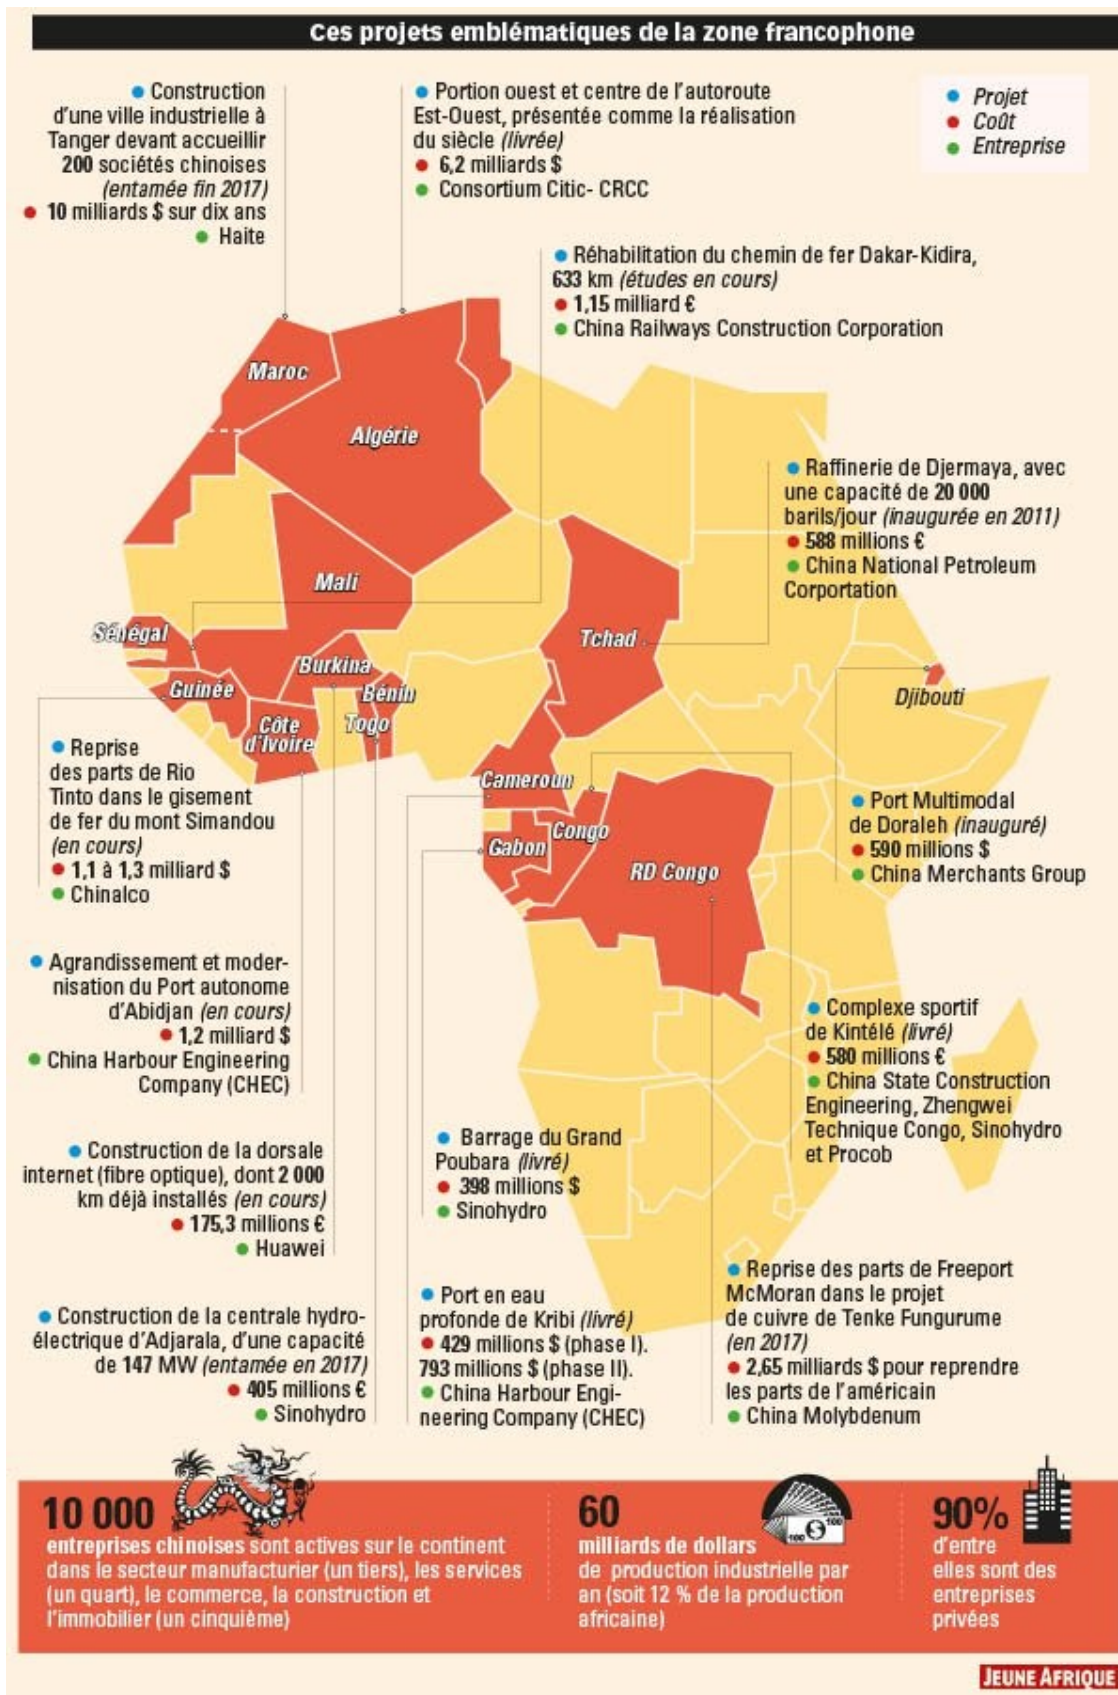 Ces projets emblématiques de la zone francophone
Projet
Coût
Entreprise
Construction
d'une ville industrielle à
Tanger devant accueillir
200 sociétés chinoises
(entamée fin 2017)
10 milliards $ sur dix ans
Haite
Portion ouest et centre de l'autoroute
Est-Ouest, présentée comme la réalisation
du siècle (livrée)
6,2 milliards $
Consortium Citic- CRCC
Réhabilitation du chemin de fer Dakar-Kidira,
633 km (études en cours)
1,15 milliard €
China Railways Construction Corporation
Maroc
Algérie
Raffinerie de Djermaya, avec
une capacité de 20 000
barils/jour (inaugurée en 2011)
588 millions €
China National Petroleum
Corportation
Mali
Sénégal
Tchad
Burkina
Guinée
Bénin
Djibouti
Côte
d'Ivoire
Togo
Cameroun
Congo
Gabon
RD Congo
Reprise
des parts de Rio
Tinto dans le gisement
de fer du mont Simandou
(en cours)
1,1 à 1,3 milliard $
Chinalco
Port Multimodal
de Doraleh (inauguré)
590 millions $
China Merchants Group
Agrandissement et moder-
nisation du Port autonome
d'Abidjan (en cours)
1,2 milliard $
China Harbour Engineering
Company (CHEC)
Complexe sportif
de Kintélé (livré)
580 millions €
China State Construction
Engineering, Zhengwei
Technique Congo, Sinohydro
et Procob
Construction de la dorsale
internet (fibre optique), dont 2 000
km déjà installés (en cours)
175,3 millions €
Huawei
Barrage du Grand
Poubara (livré)
398 millions $
Sinohydro
Construction de la centrale hydro-
électrique d'Adjarala, d'une capacité
de 147 MW (entamée en 2017)
405 millions €
Sinohydro
Port en eau
profonde de Kribi (livré)
429 millions $ (phase I).
793 millions $ (phase II).
China Harbour Engi-
neering Company (CHEC)
Reprise des parts de Freeport
McMoran dans le projet
de cuivre de Tenke Fungurume
(en 2017)
2,65 milliards $ pour reprendre
les parts de l'américain
China Molybdenum
10 000
entreprises chinoises sont actives sur le continent
dans le secteur manufacturier (un tiers), les services
(un quart), le commerce, la construction et
l'immobilier (un cinquième)
60
milliards de dollars
de production industrielle par
an (soit 12 % de la production
africaine)
100
100 $
90%
d'entre
elles sont des
entreprises
privées
JEUNE AFRIQUE